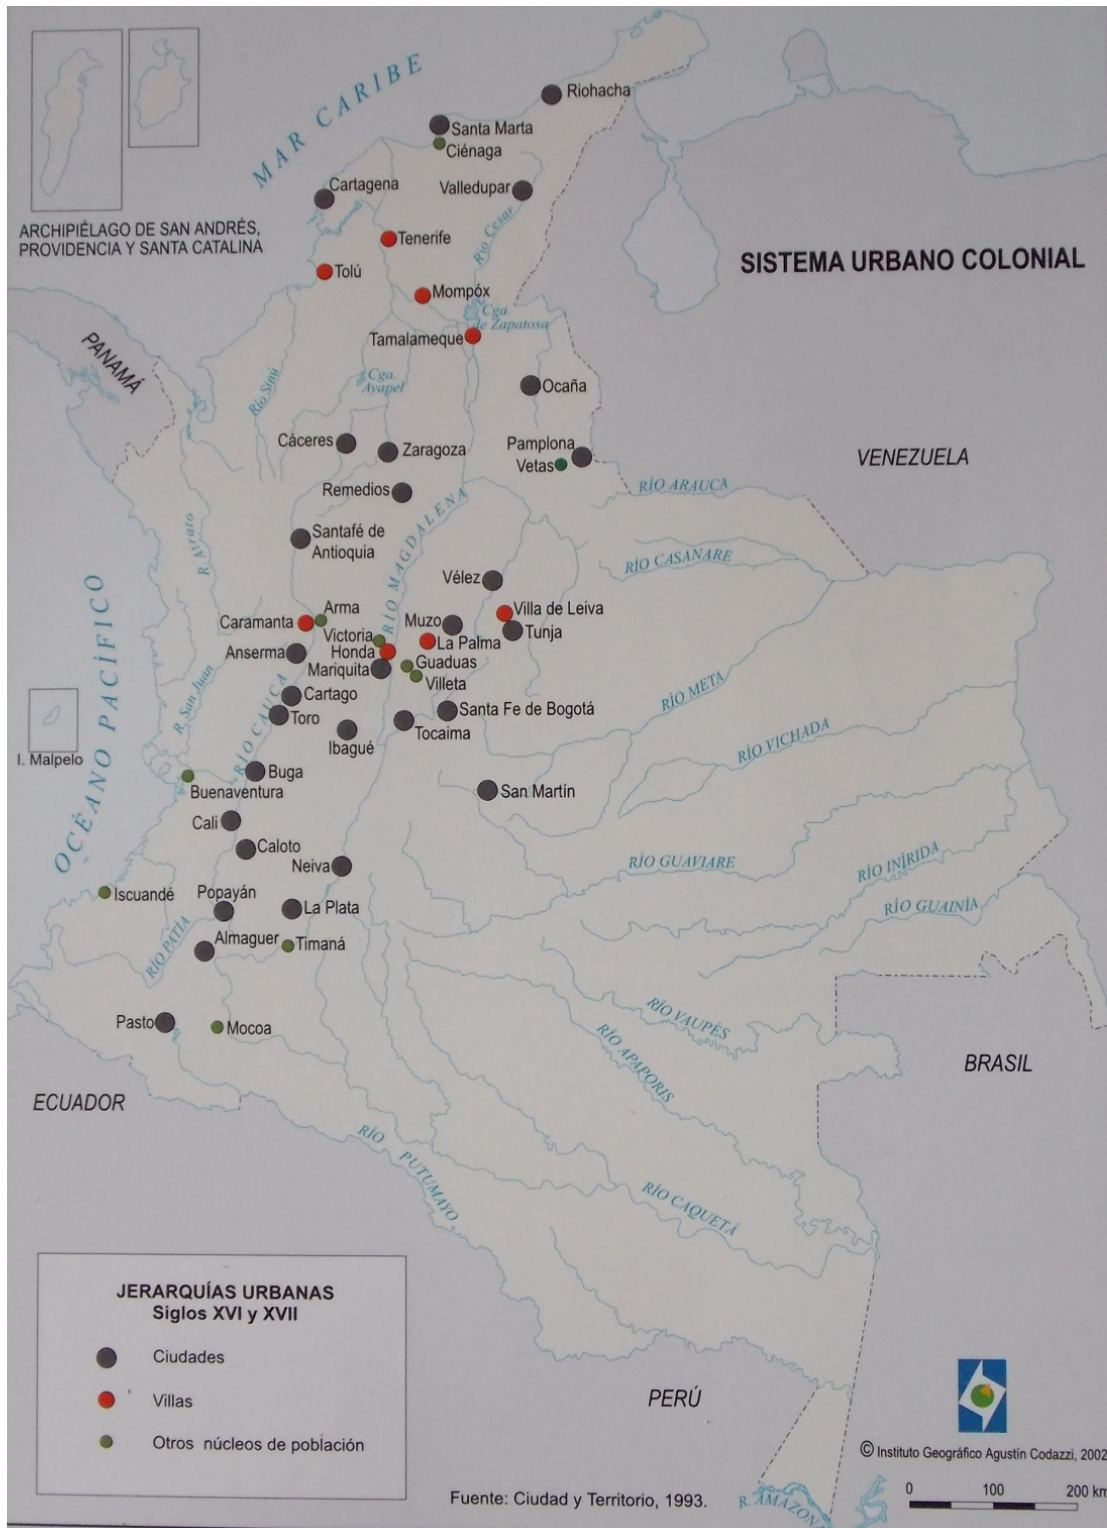 MAR CARIBE
Riohacha
Santa Marta
Ciénaga
Cartagena
Valledupar
ARCHIPIÉLAGO DE SAN ANDRÉS,
PROVIDENCIA Y SANTA CATALINA
Tenerife
Río Cesar
SISTEMA URBANO COLONIAL
Tolú
Mompóx
Cga.
de Zapatosa
Tamalameque
PANAMÁ
Río Sinú
Cga.
Ayapel
Ocaña
Cáceres
Zaragoza
Pamplona
Vetas
VENEZUELA
Remedios
RÍO ARAUCA
RÍO MAGDALENA
Santafé de
Antioquia
R. Atrato
RÍO CASANARE
Vélez
OCÉANO PACÍFICO
Arma
Caramanta
Villa de Leiva
Muzo
Tunja
Victoria
La Palma
Honda
Anserma
Guaduas
Mariquita
Villeta
R. San Juan
Cartago
RÍO META
Santa Fe de Bogotá
Toro
Tocaima
Ibagué
RÍO CAUCA
RÍO VICHADA
I. Malpelo
Buga
Buenaventura
San Martín
Cali
Caloto
Neiva
RÍO GUAVIARE
RÍO INÍRIDA
Iscuandé
Popayán
La Plata
RÍO GUAINÍA
RÍO PATÍA
Almaguer
Timaná
Pasto
Mocoa
RÍO VAUPÉS
RÍO APAPORIS
BRASIL
ECUADOR
RÍO PUTUMAYO
RÍO CAQUETÁ
JERARQUÍAS URBANAS
Siglos XVI y XVII
Ciudades
Villas
Otros núcleos de población
PERÚ
© Instituto Geográfico Agustín Codazzi, 2002
Fuente: Ciudad y Territorio, 1993.
R. AMAZONA
0 100 200 km